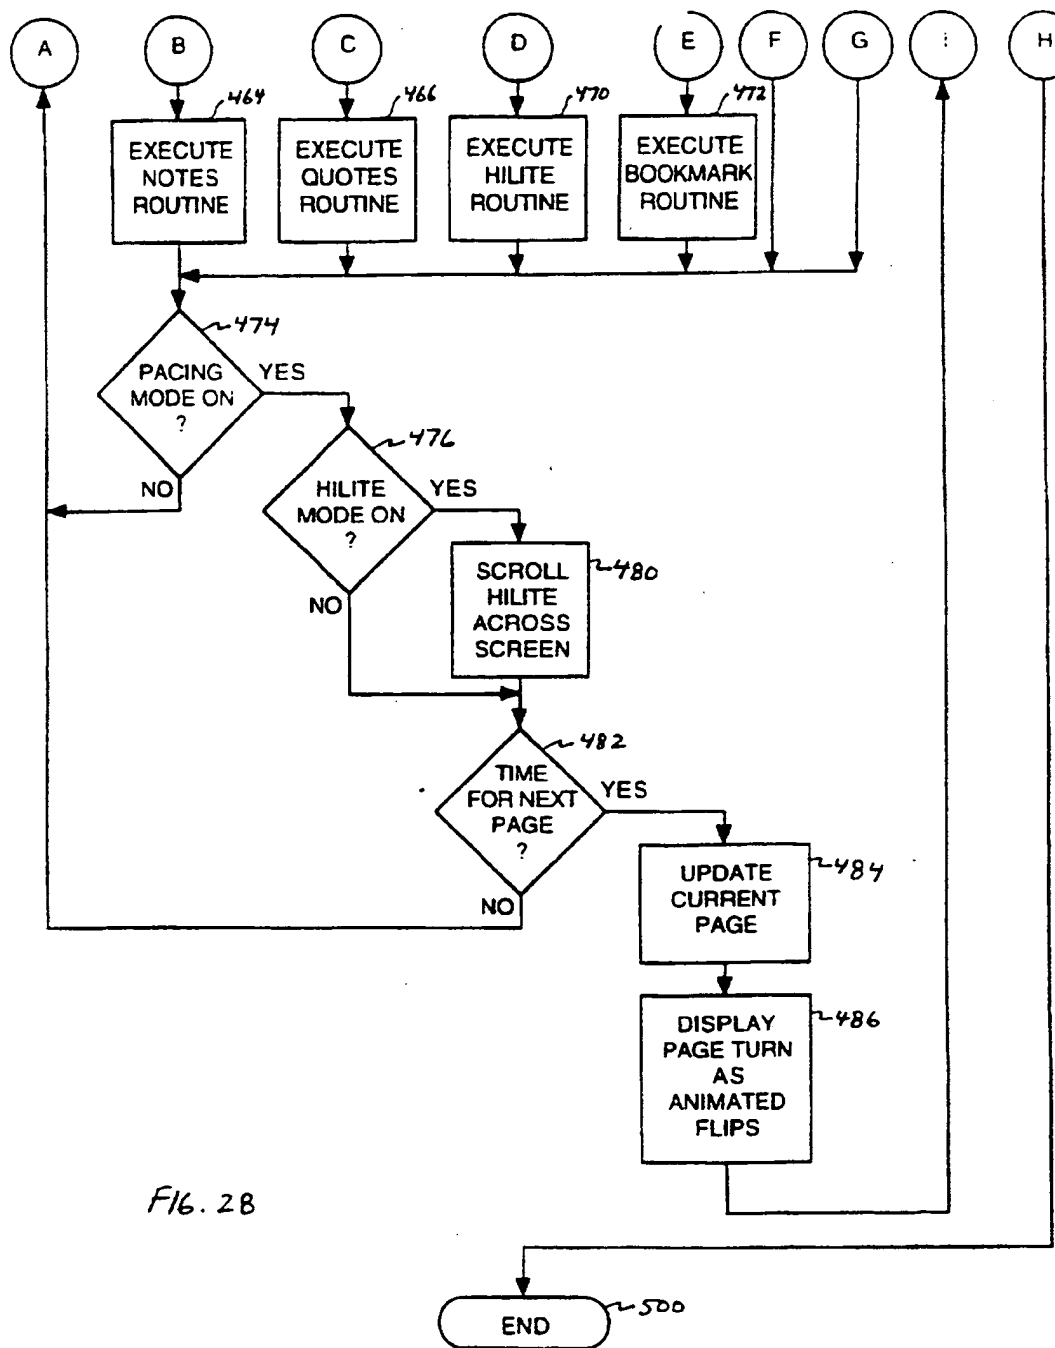 A
B
C
D
E
F
G
I
H
464
466
470
472
EXECUTE
NOTES
ROUTINE
EXECUTE
QUOTES
ROUTINE
EXECUTE
HILITE
ROUTINE
EXECUTE
BOOKMARK
ROUTINE
474
PACING
MODE ON
?
YES
NO
476
HILITE
MODE ON
?
YES
NO
480
SCROLL
HILITE
ACROSS
SCREEN
482
TIME
FOR NEXT
PAGE
?
YES
NO
484
UPDATE
CURRENT
PAGE
486
DISPLAY
PAGE TURN
AS
ANIMATED
FLIPS
FIG. 28
500
END